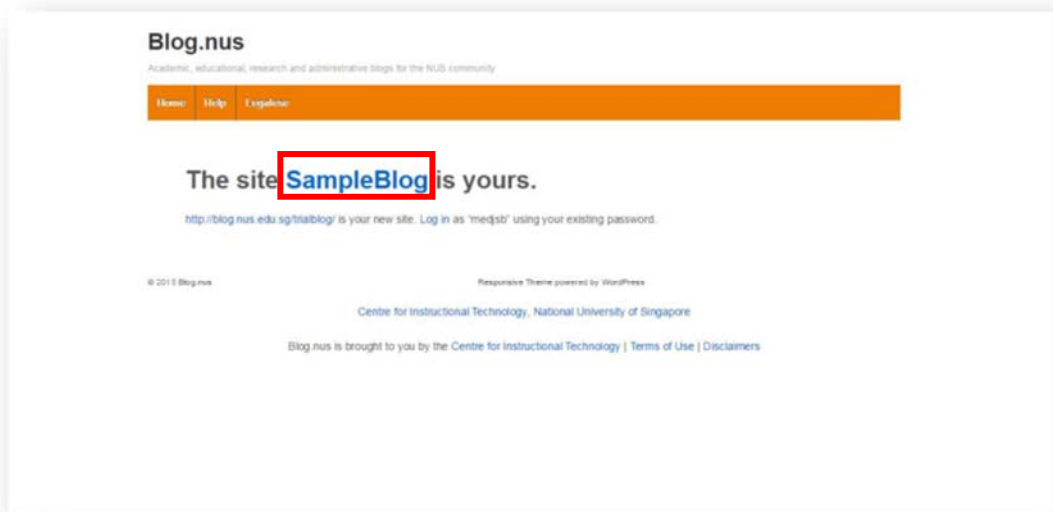 Blog.nus
Academic, educational, research and administrative blogs for the NUS community
Home Help Legalese
The site SampleBlog is yours.
http://blog.nus.edu.sg/trialblog/ is your new site. Log in as 'medjsb' using your existing password.
© 2015 Blog.nus Responsive Theme powered by WordPress
Centre for Instructional Technology, National University of Singapore
Blog.nus is brought to you by the Centre for Instructional Technology | Terms of Use | Disclaimers